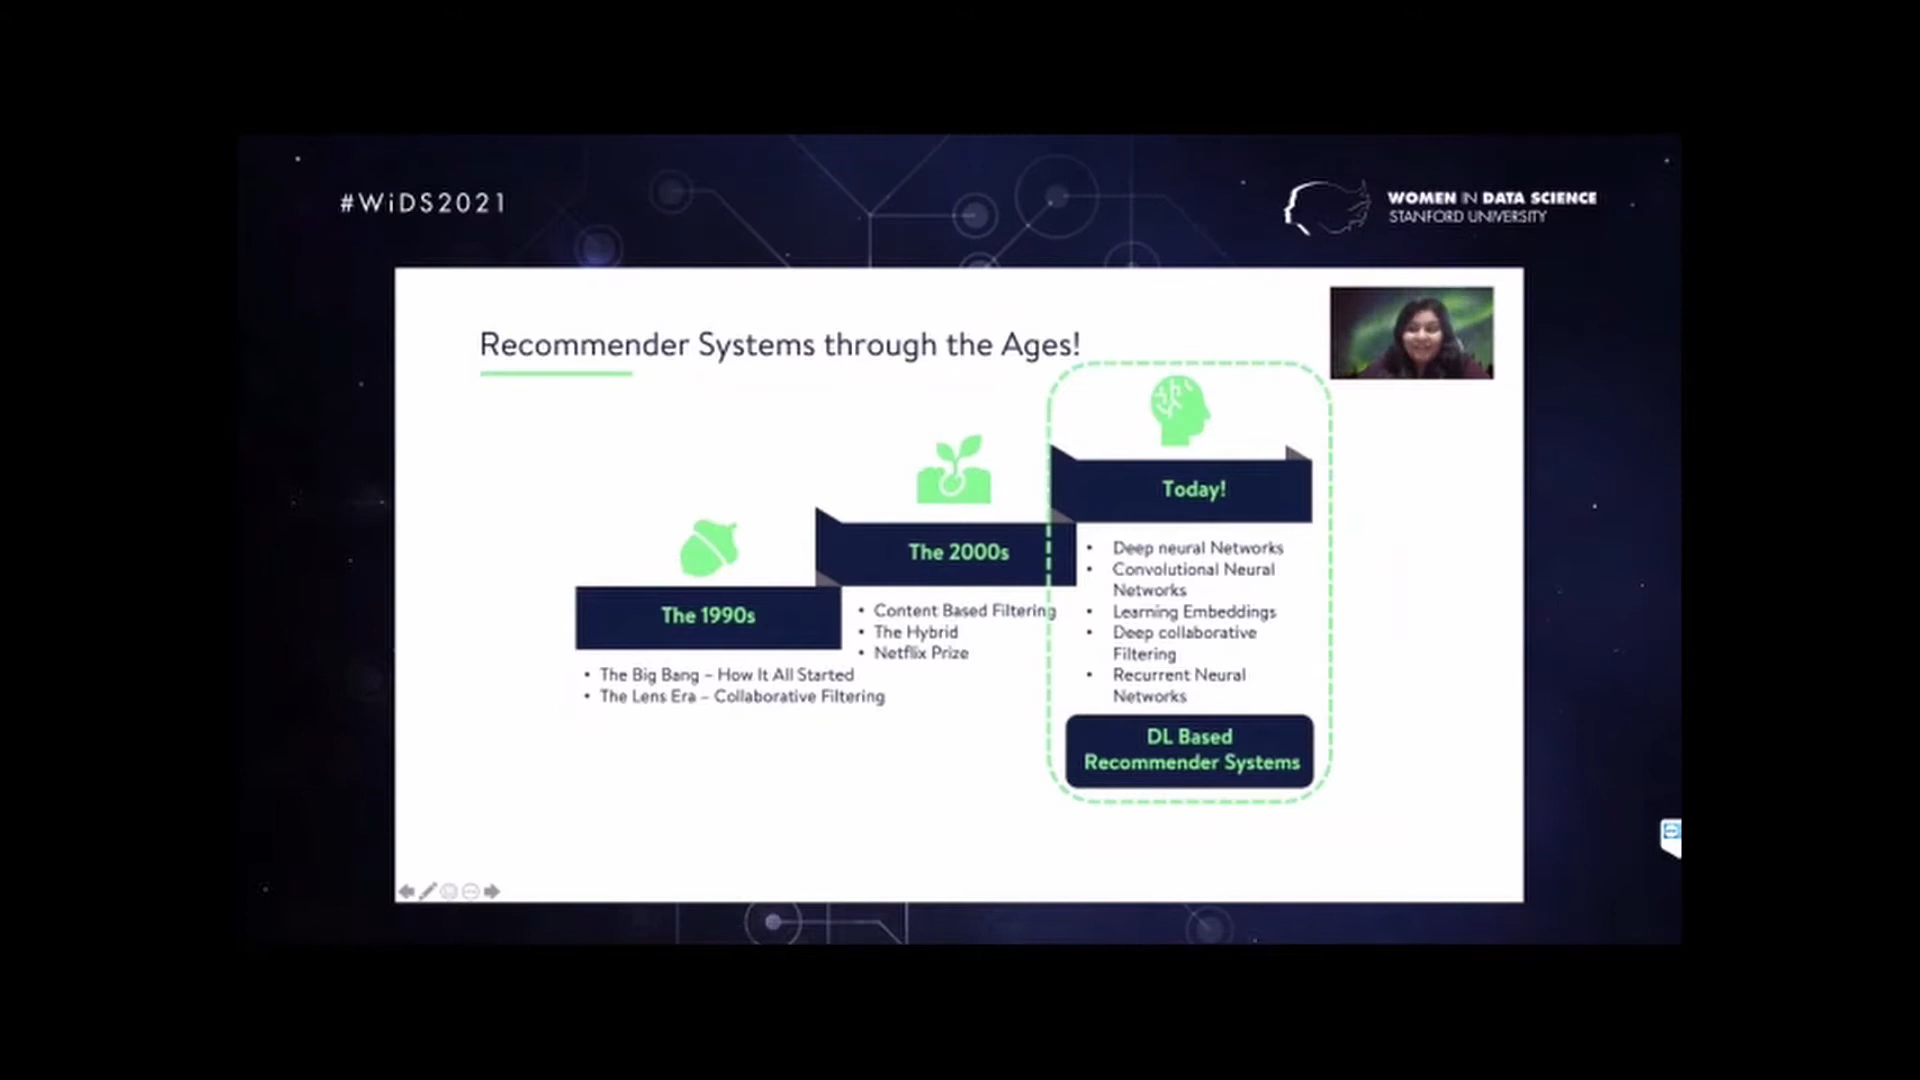 #WiDS2021
WOMEN IN DATA SCIENCE
STANFORD UNIVERSITY
Recommender Systems through the Ages!
The 1990s
• The Big Bang – How It All Started
• The Lens Era – Collaborative Filtering
The 2000s
• Content Based Filtering
• The Hybrid
• Netflix Prize
Today!
• Deep neural Networks
• Convolutional Neural
Networks
• Learning Embeddings
• Deep collaborative
Filtering
• Recurrent Neural
Networks
DL Based
Recommender Systems